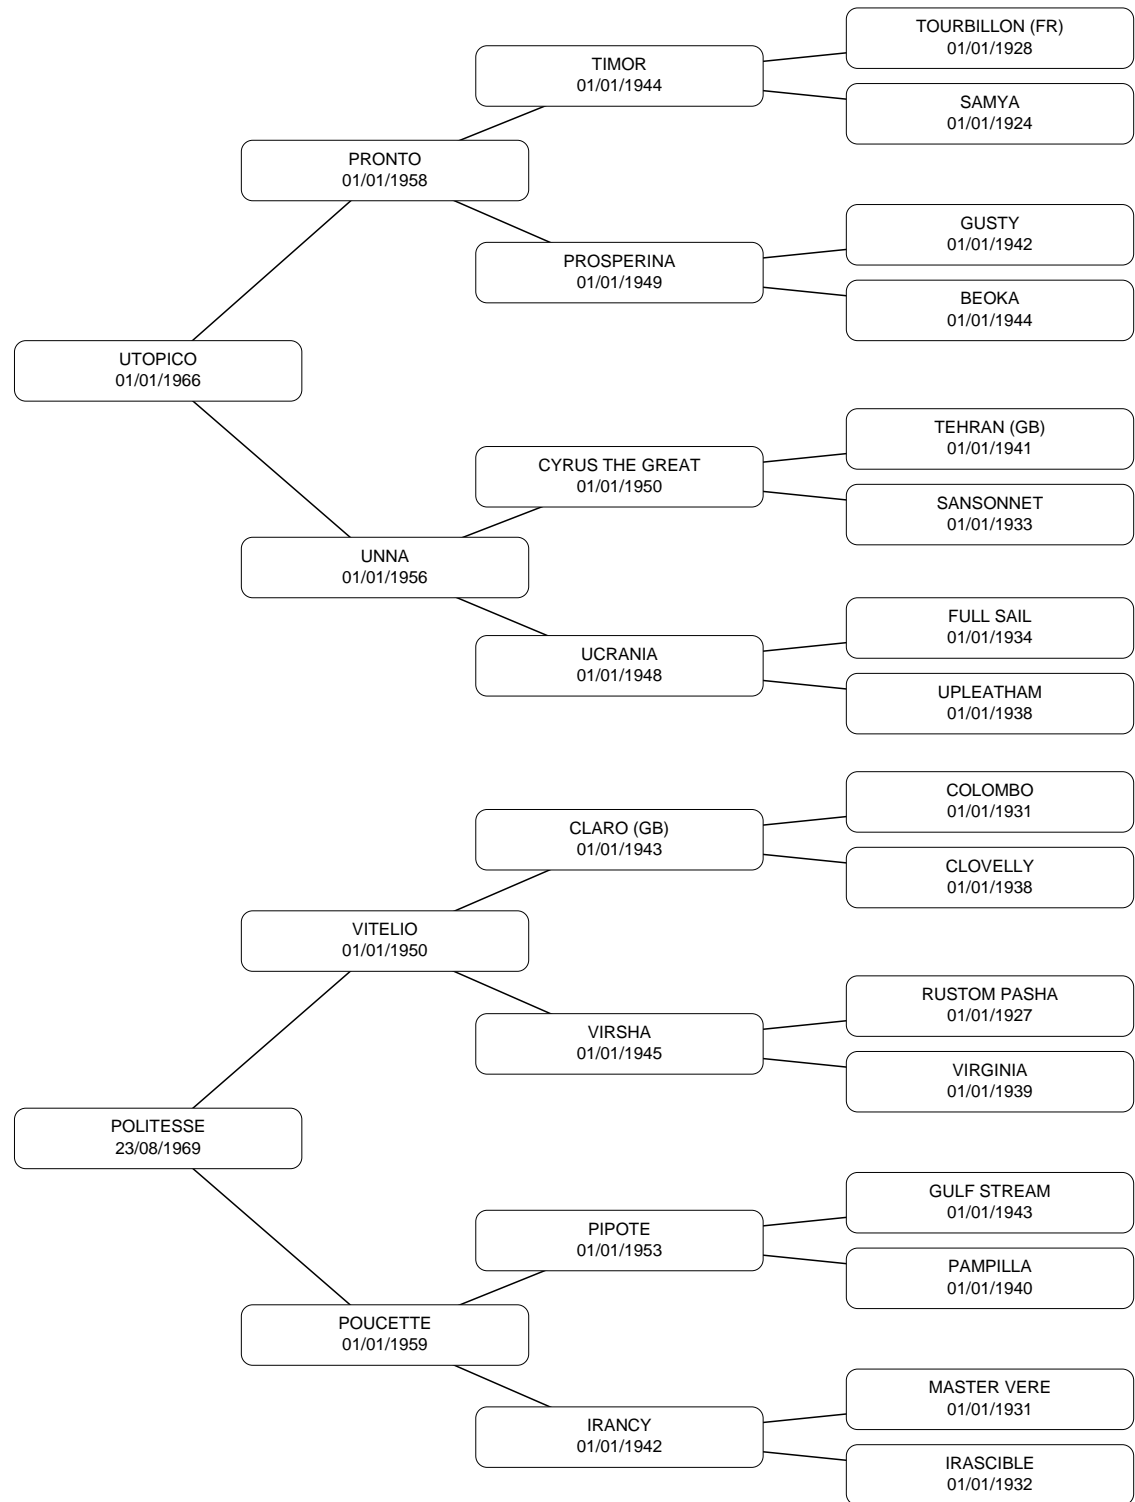 TOURBILLON (FR)
01/01/1928
TIMOR
01/01/1944
SAMYA
01/01/1924
PRONTO
01/01/1958
GUSTY
01/01/1942
PROSPERINA
01/01/1949
BEOKA
01/01/1944
UTOPICO
01/01/1966
TEHRAN (GB)
01/01/1941
CYRUS THE GREAT
01/01/1950
SANSONNET
01/01/1933
UNNA
01/01/1956
FULL SAIL
01/01/1934
UCRANIA
01/01/1948
UPLEATHAM
01/01/1938
COLOMBO
01/01/1931
CLARO (GB)
01/01/1943
CLOVELLY
01/01/1938
VITELIO
01/01/1950
RUSTOM PASHA
01/01/1927
VIRSHA
01/01/1945
VIRGINIA
01/01/1939
POLITESSE
23/08/1969
GULF STREAM
01/01/1943
PIPOTE
01/01/1953
PAMPILLA
01/01/1940
POUCETTE
01/01/1959
MASTER VERE
01/01/1931
IRANCY
01/01/1942
IRASCIBLE
01/01/1932